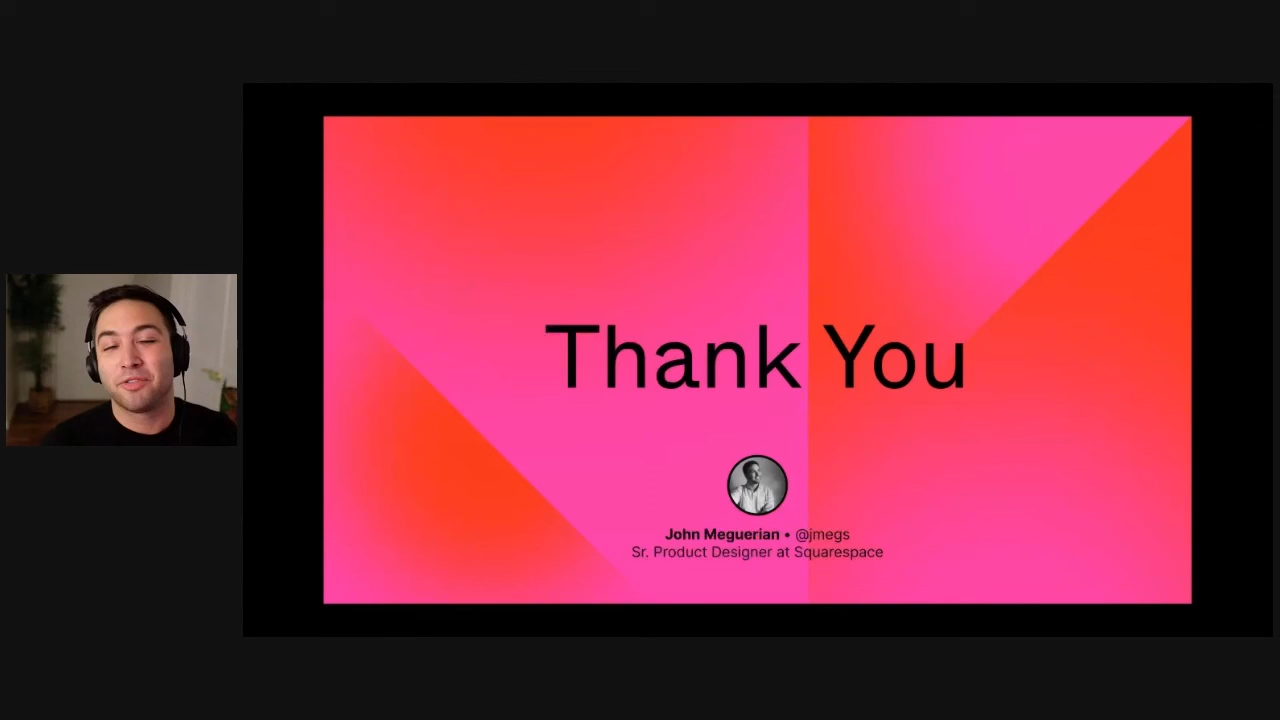 Thank You
John Meguerian • @jmegs
Sr. Product Designer at Squarespace